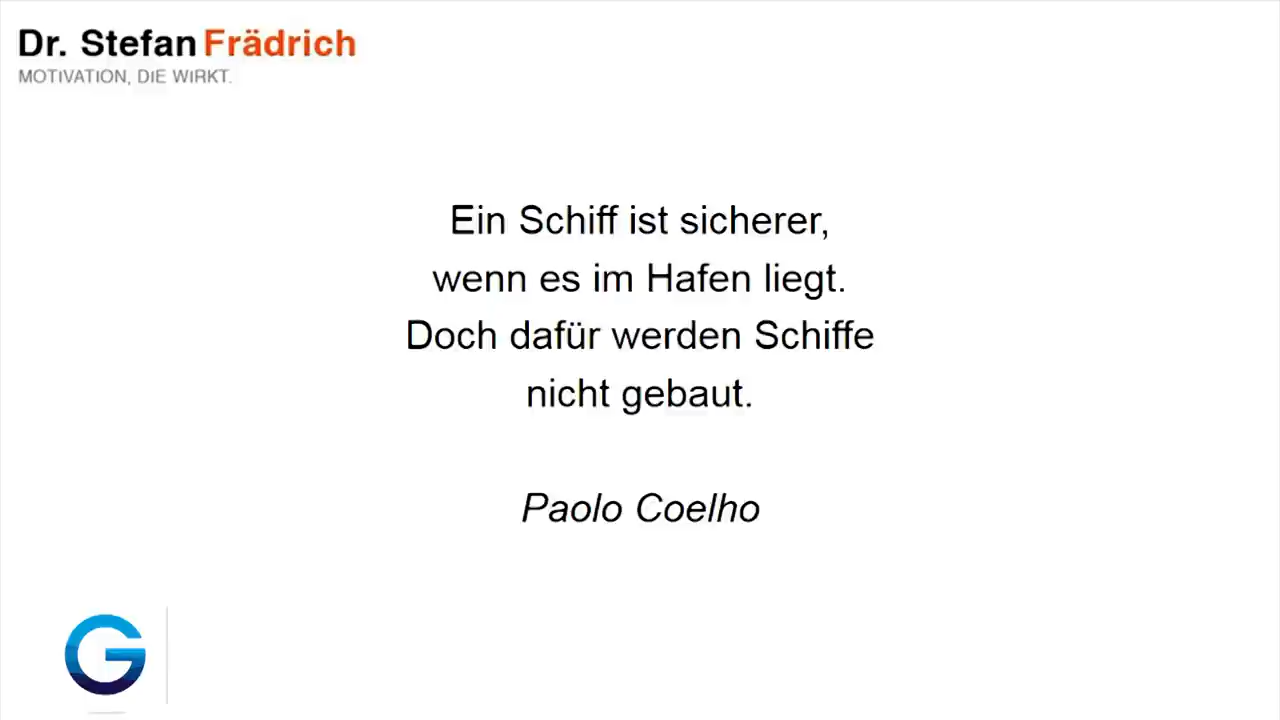 Dr. Stefan Frädrich
MOTIVATION, DIE WIRKT.
Ein Schiff ist sicherer,
wenn es im Hafen liegt.
Doch dafür werden Schiffe
nicht gebaut.
Paolo Coelho
G